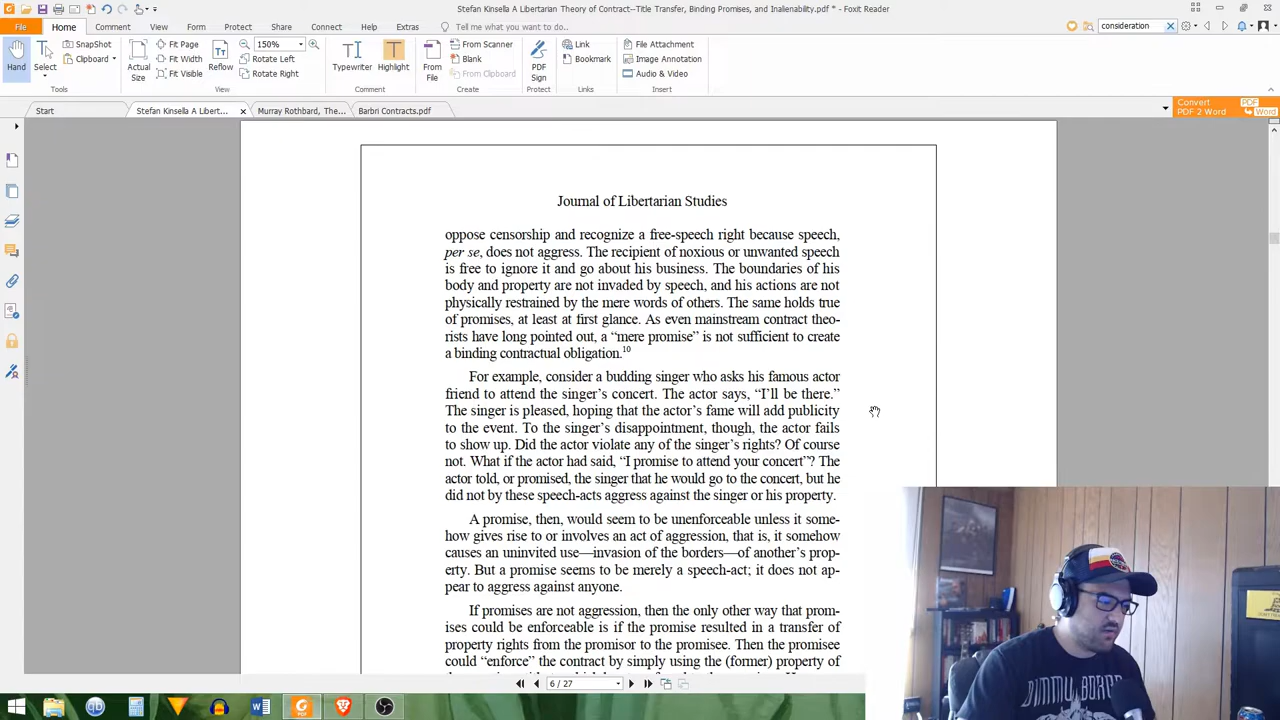 Stefan Kinsella A Libertarian Theory of Contract--Title Transfer, Binding Promises, and Inalienability.pdf * - Foxit Reader
File Home Comment View Form Protect Share Connect Help Extras Tell me what you want to do... consideration
Hand Select SnapShot Clipboard Actual Size Reflow Fit Page Fit Width Fit Visible 150% Rotate Left Rotate Right Typewriter Highlight From File From Scanner Blank From Clipboard PDF Sign Link Bookmark File Attachment Image Annotation Audio & Video
Tools View Comment Create Protect Links Insert
Start Stefan Kinsella A Libert... Murray Rothbard, The... Barbri Contracts.pdf Convert PDF 2 Word PDF Word
Journal of Libertarian Studies
oppose censorship and recognize a free-speech right because speech,
per se, does not aggress. The recipient of noxious or unwanted speech
is free to ignore it and go about his business. The boundaries of his
body and property are not invaded by speech, and his actions are not
physically restrained by the mere words of others. The same holds true
of promises, at least at first glance. As even mainstream contract theo-
rists have long pointed out, a “mere promise” is not sufficient to create
a binding contractual obligation.10
For example, consider a budding singer who asks his famous actor
friend to attend the singer’s concert. The actor says, “I’ll be there.”
The singer is pleased, hoping that the actor’s fame will add publicity
to the event. To the singer’s disappointment, though, the actor fails
to show up. Did the actor violate any of the singer’s rights? Of course
not. What if the actor had said, “I promise to attend your concert”? The
actor told, or promised, the singer that he would go to the concert, but he
did not by these speech-acts aggress against the singer or his property.
A promise, then, would seem to be unenforceable unless it some-
how gives rise to or involves an act of aggression, that is, it somehow
causes an uninvited use—invasion of the borders—of another’s prop-
erty. But a promise seems to be merely a speech-act; it does not ap-
pear to aggress against anyone.
If promises are not aggression, then the only other way that prom-
ises could be enforceable is if the promise resulted in a transfer of
property rights from the promisor to the promisee. Then the promisee
could “enforce” the contract by simply using the (former) property of
6 / 27
DIMMU BORG